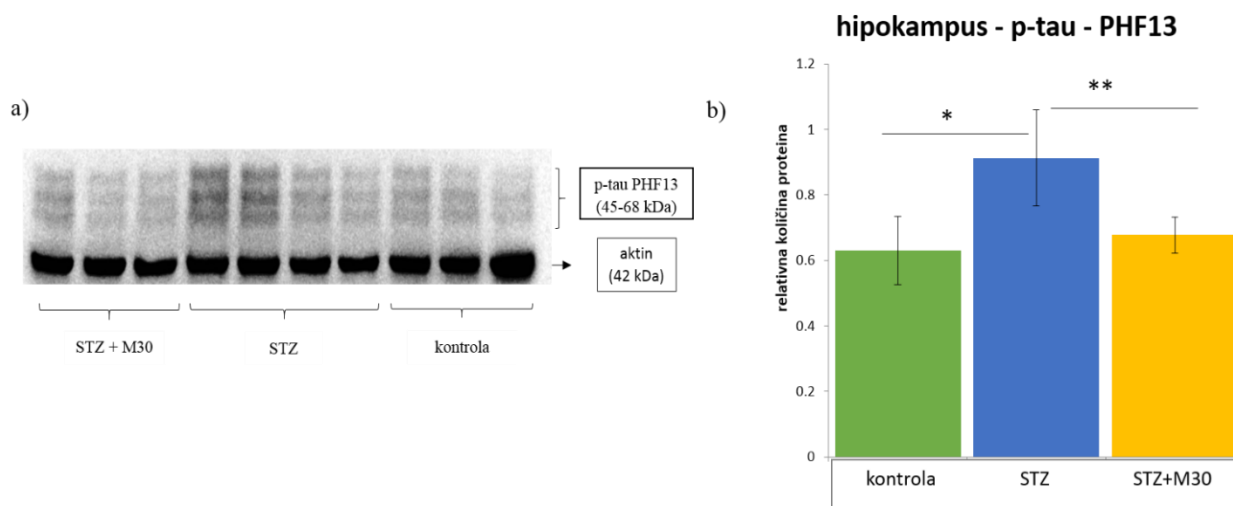 a)
p-tau PHF13
(45-68 kDa)
aktin
(42 kDa)
STZ + M30
STZ
kontrola
b)
hipokampus - p-tau - PHF13
relativna količina proteina
1.2
1
0.8
0.6
0.4
0.2
0
*
**
kontrola
STZ
STZ+M30